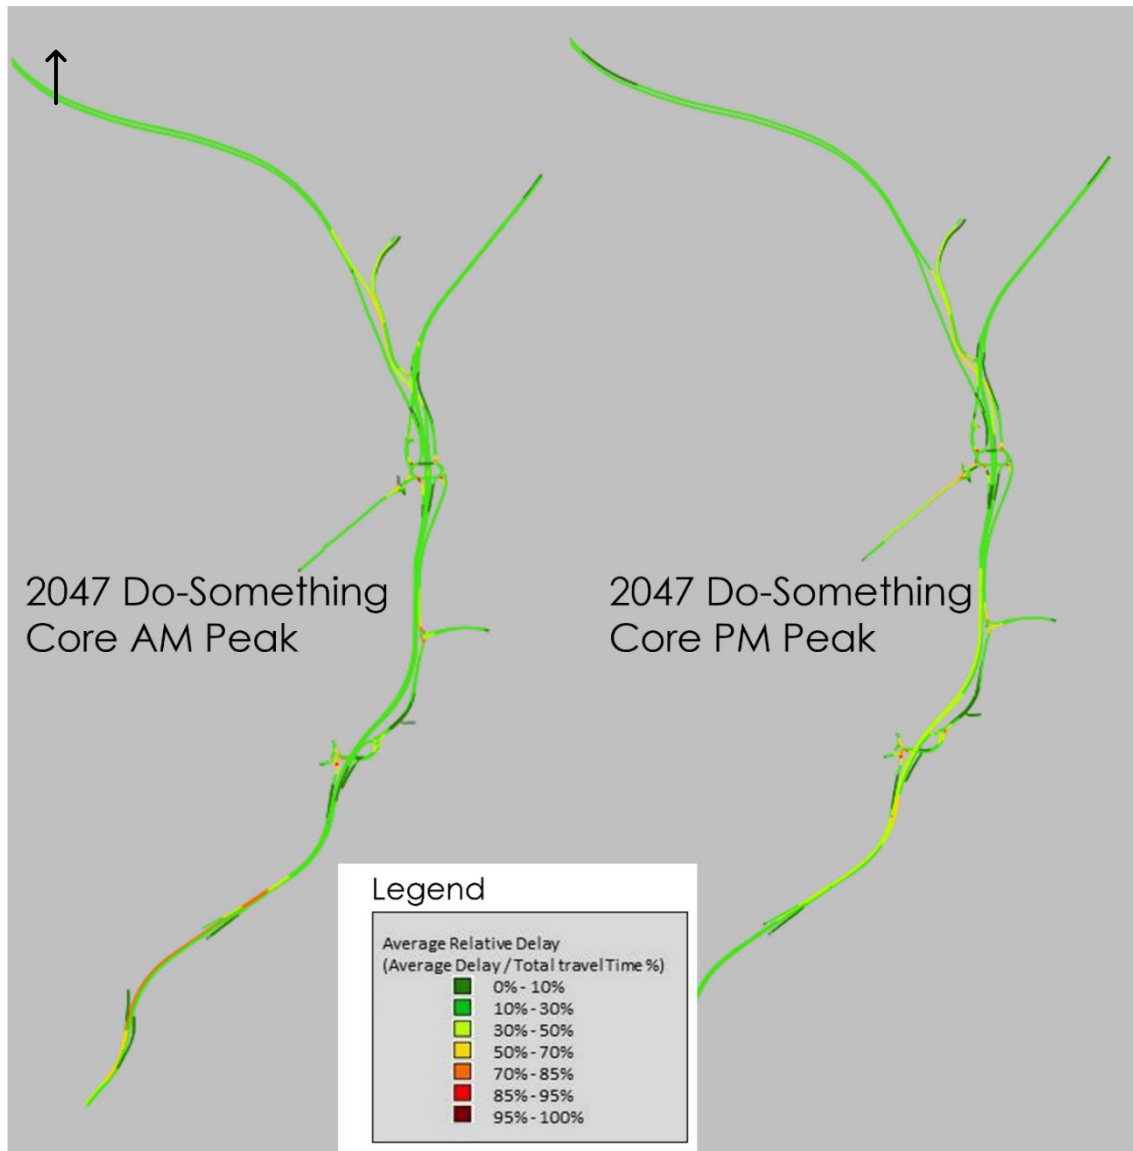 2047 Do-Something
Core AM Peak
2047 Do-Something
Core PM Peak
Legend
Average Relative Delay
(Average Delay / Total travel Time %)
0% - 10%
10% - 30%
30% - 50%
50% - 70%
70% - 85%
85% - 95%
95% - 100%